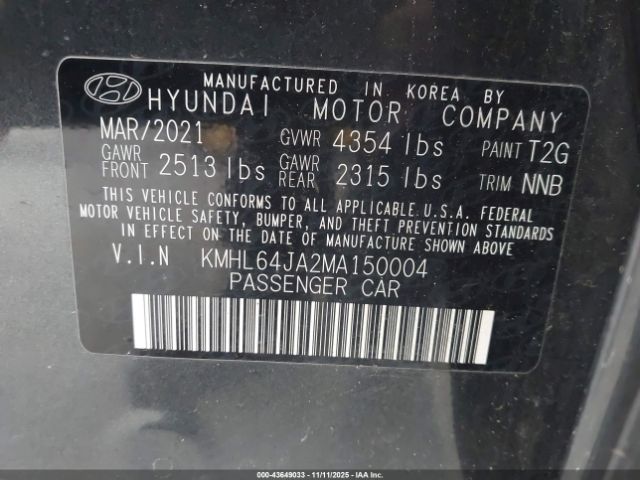 MANUFACTURED IN KOREA BY
HYUNDAI MOTOR COMPANY
MAR/2021 GVWR 4354 lbs PAINT T2G
GAWR FRONT 2513 lbs GAWR REAR 2315 lbs TRIM NNB
THIS VEHICLE CONFORMS TO ALL APPLICABLE U.S.A. FEDERAL
MOTOR VEHICLE SAFETY, BUMPER, AND THEFT PREVENTION STANDARDS IN
EFFECT ON THE DATE OF MANUFACTURE SHOWN ABOVE
V.I.N KMHL64JA2MA150004
PASSENGER CAR
© 000-43649033 - 11/11/2025 - IAAI.COM